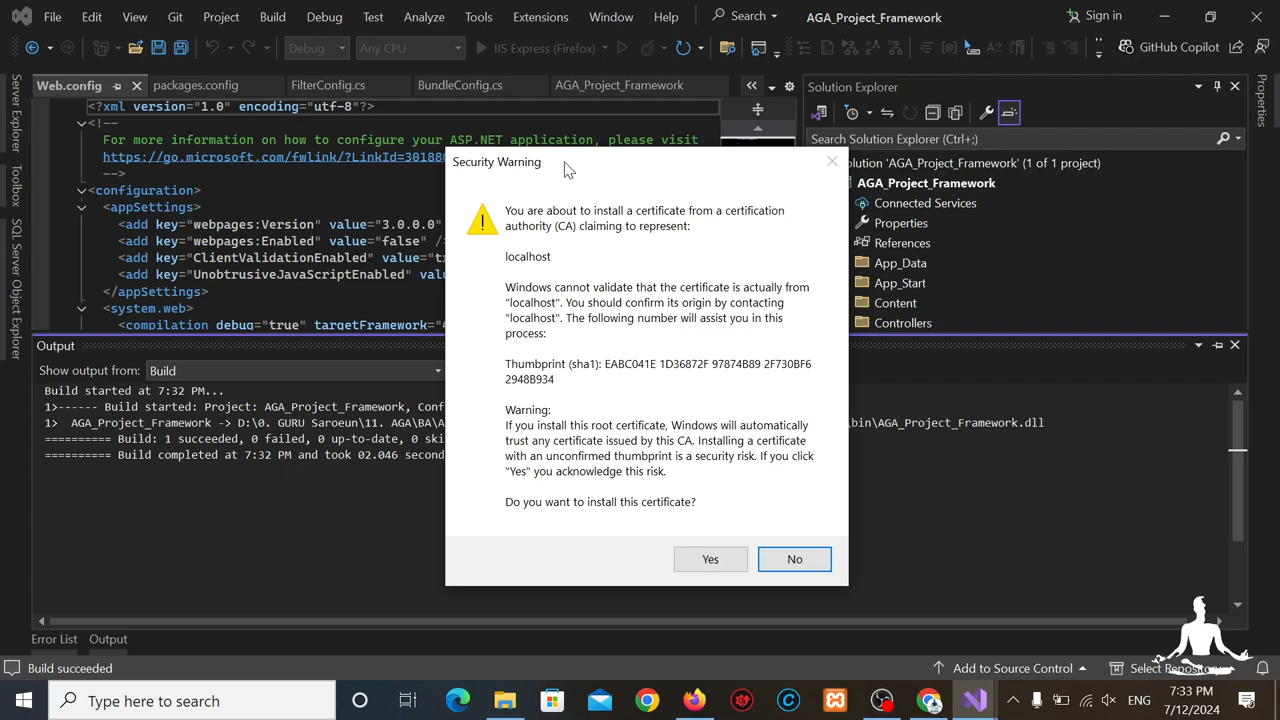 File Edit View Git Project Build Debug Test Analyze Tools Extensions Window Help Search AGA_Project_Framework Sign in
Debug Any CPU IIS Express (Firefox) GitHub Copilot
Web.config packages.config FilterConfig.cs BundleConfig.cs AGA_Project_Framework
<?xml version="1.0" encoding="utf-8"?>
<!--
For more information on how to configure your ASP.NET application, please visit
https://go.microsoft.com/fwlink/?LinkId=30188
-->
<configuration>
<appSettings>
<add key="webpages:Version" value="3.0.0.0"
<add key="webpages:Enabled" value="false" /
<add key="ClientValidationEnabled" value="t
<add key="UnobtrusiveJavaScriptEnabled" val
</appSettings>
<system.web>
<compilation debug="true" targetFramework="
Server Explorer
Toolbox
SQL Server Object Explorer
Solution Explorer
Search Solution Explorer (Ctrl+;)
olution 'AGA_Project_Framework' (1 of 1 project)
AGA_Project_Framework
Connected Services
Properties
References
App_Data
App_Start
Content
Controllers
Properties
Security Warning
You are about to install a certificate from a certification
authority (CA) claiming to represent:
localhost
Windows cannot validate that the certificate is actually from
"localhost". You should confirm its origin by contacting
"localhost". The following number will assist you in this
process:
Thumbprint (sha1): EABC041E 1D36872F 97874B89 2F730BF6
2948B934
Warning:
If you install this root certificate, Windows will automatically
trust any certificate issued by this CA. Installing a certificate
with an unconfirmed thumbprint is a security risk. If you click
"Yes" you acknowledge this risk.
Do you want to install this certificate?
Yes No
Output
Show output from: Build
Build started at 7:32 PM...
1>------ Build started: Project: AGA_Project_Framework, Conf
1> AGA_Project_Framework -> D:\0. GURU Saroeun\11. AGA\BA\A \bin\AGA_Project_Framework.dll
========== Build: 1 succeeded, 0 failed, 0 up-to-date, 0 ski
========== Build completed at 7:32 PM and took 02.046 second
Error List Output
Build succeeded Add to Source Control Select Repository
Type here to search ENG 7:33 PM
7/12/2024